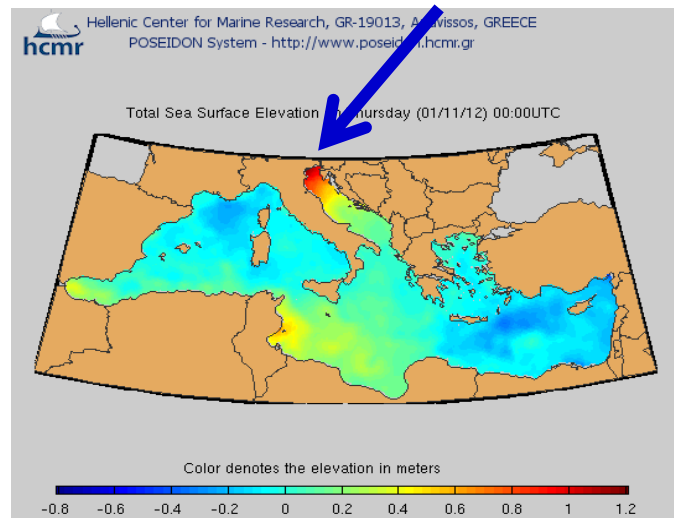 Hellenic Center for Marine Research, GR-19013, GREECE
hcmr
POSEIDON System - http://www.poseidon.hcmr.gr
Total Sea Surface Elevation Thursday (01/11/12) 00:00UTC
Color denotes the elevation in meters
-0.8 -0.6 -0.4 -0.2 0 0.2 0.4 0.6 0.8 1 1.2